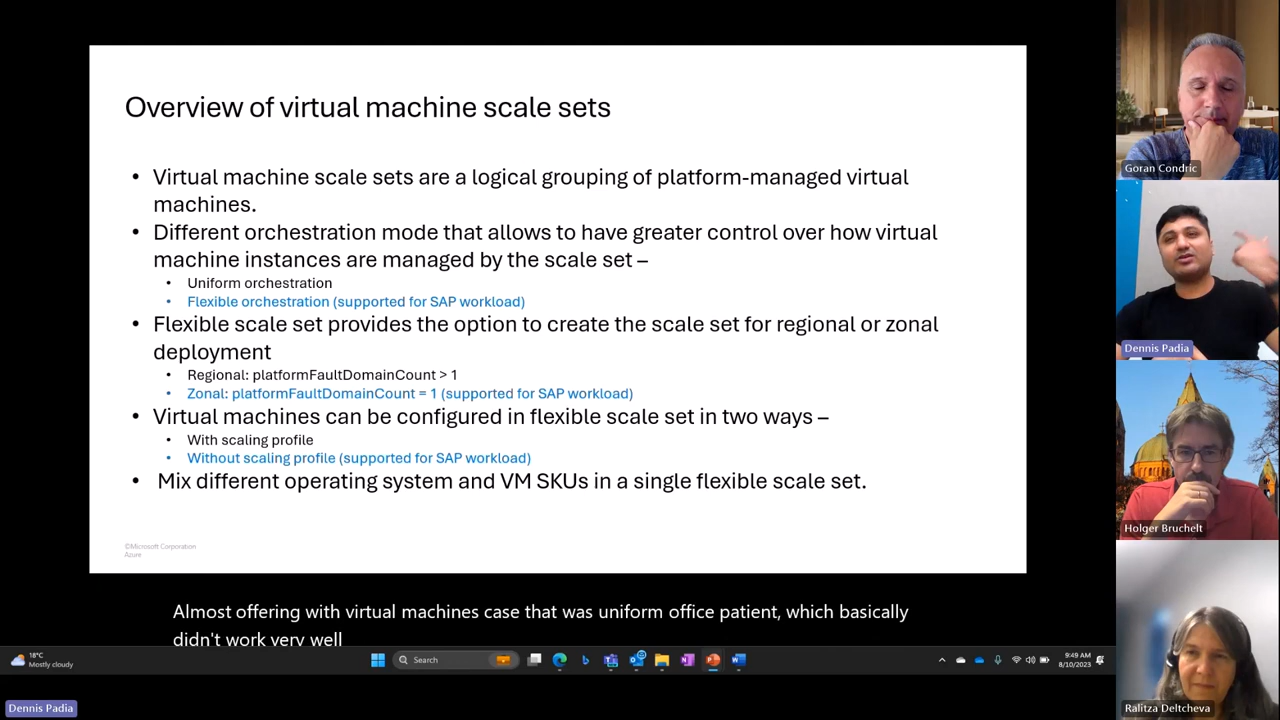 Overview of virtual machine scale sets
• Virtual machine scale sets are a logical grouping of platform-managed virtual
machines.
• Different orchestration mode that allows to have greater control over how virtual
machine instances are managed by the scale set –
• Uniform orchestration
• Flexible orchestration (supported for SAP workload)
• Flexible scale set provides the option to create the scale set for regional or zonal
deployment
• Regional: platformFaultDomainCount > 1
• Zonal: platformFaultDomainCount = 1 (supported for SAP workload)
• Virtual machines can be configured in flexible scale set in two ways –
• With scaling profile
• Without scaling profile (supported for SAP workload)
• Mix different operating system and VM SKUs in a single flexible scale set.
©Microsoft Corporation
Azure
Almost offering with virtual machines case that was uniform office patient, which basically
didn't work very well
18°C
Mostly cloudy
Search
9:49 AM
8/10/2023
Dennis Padia
Goran Condric
Dennis Padia
Holger Bruchelt
Ralitza Deltcheva